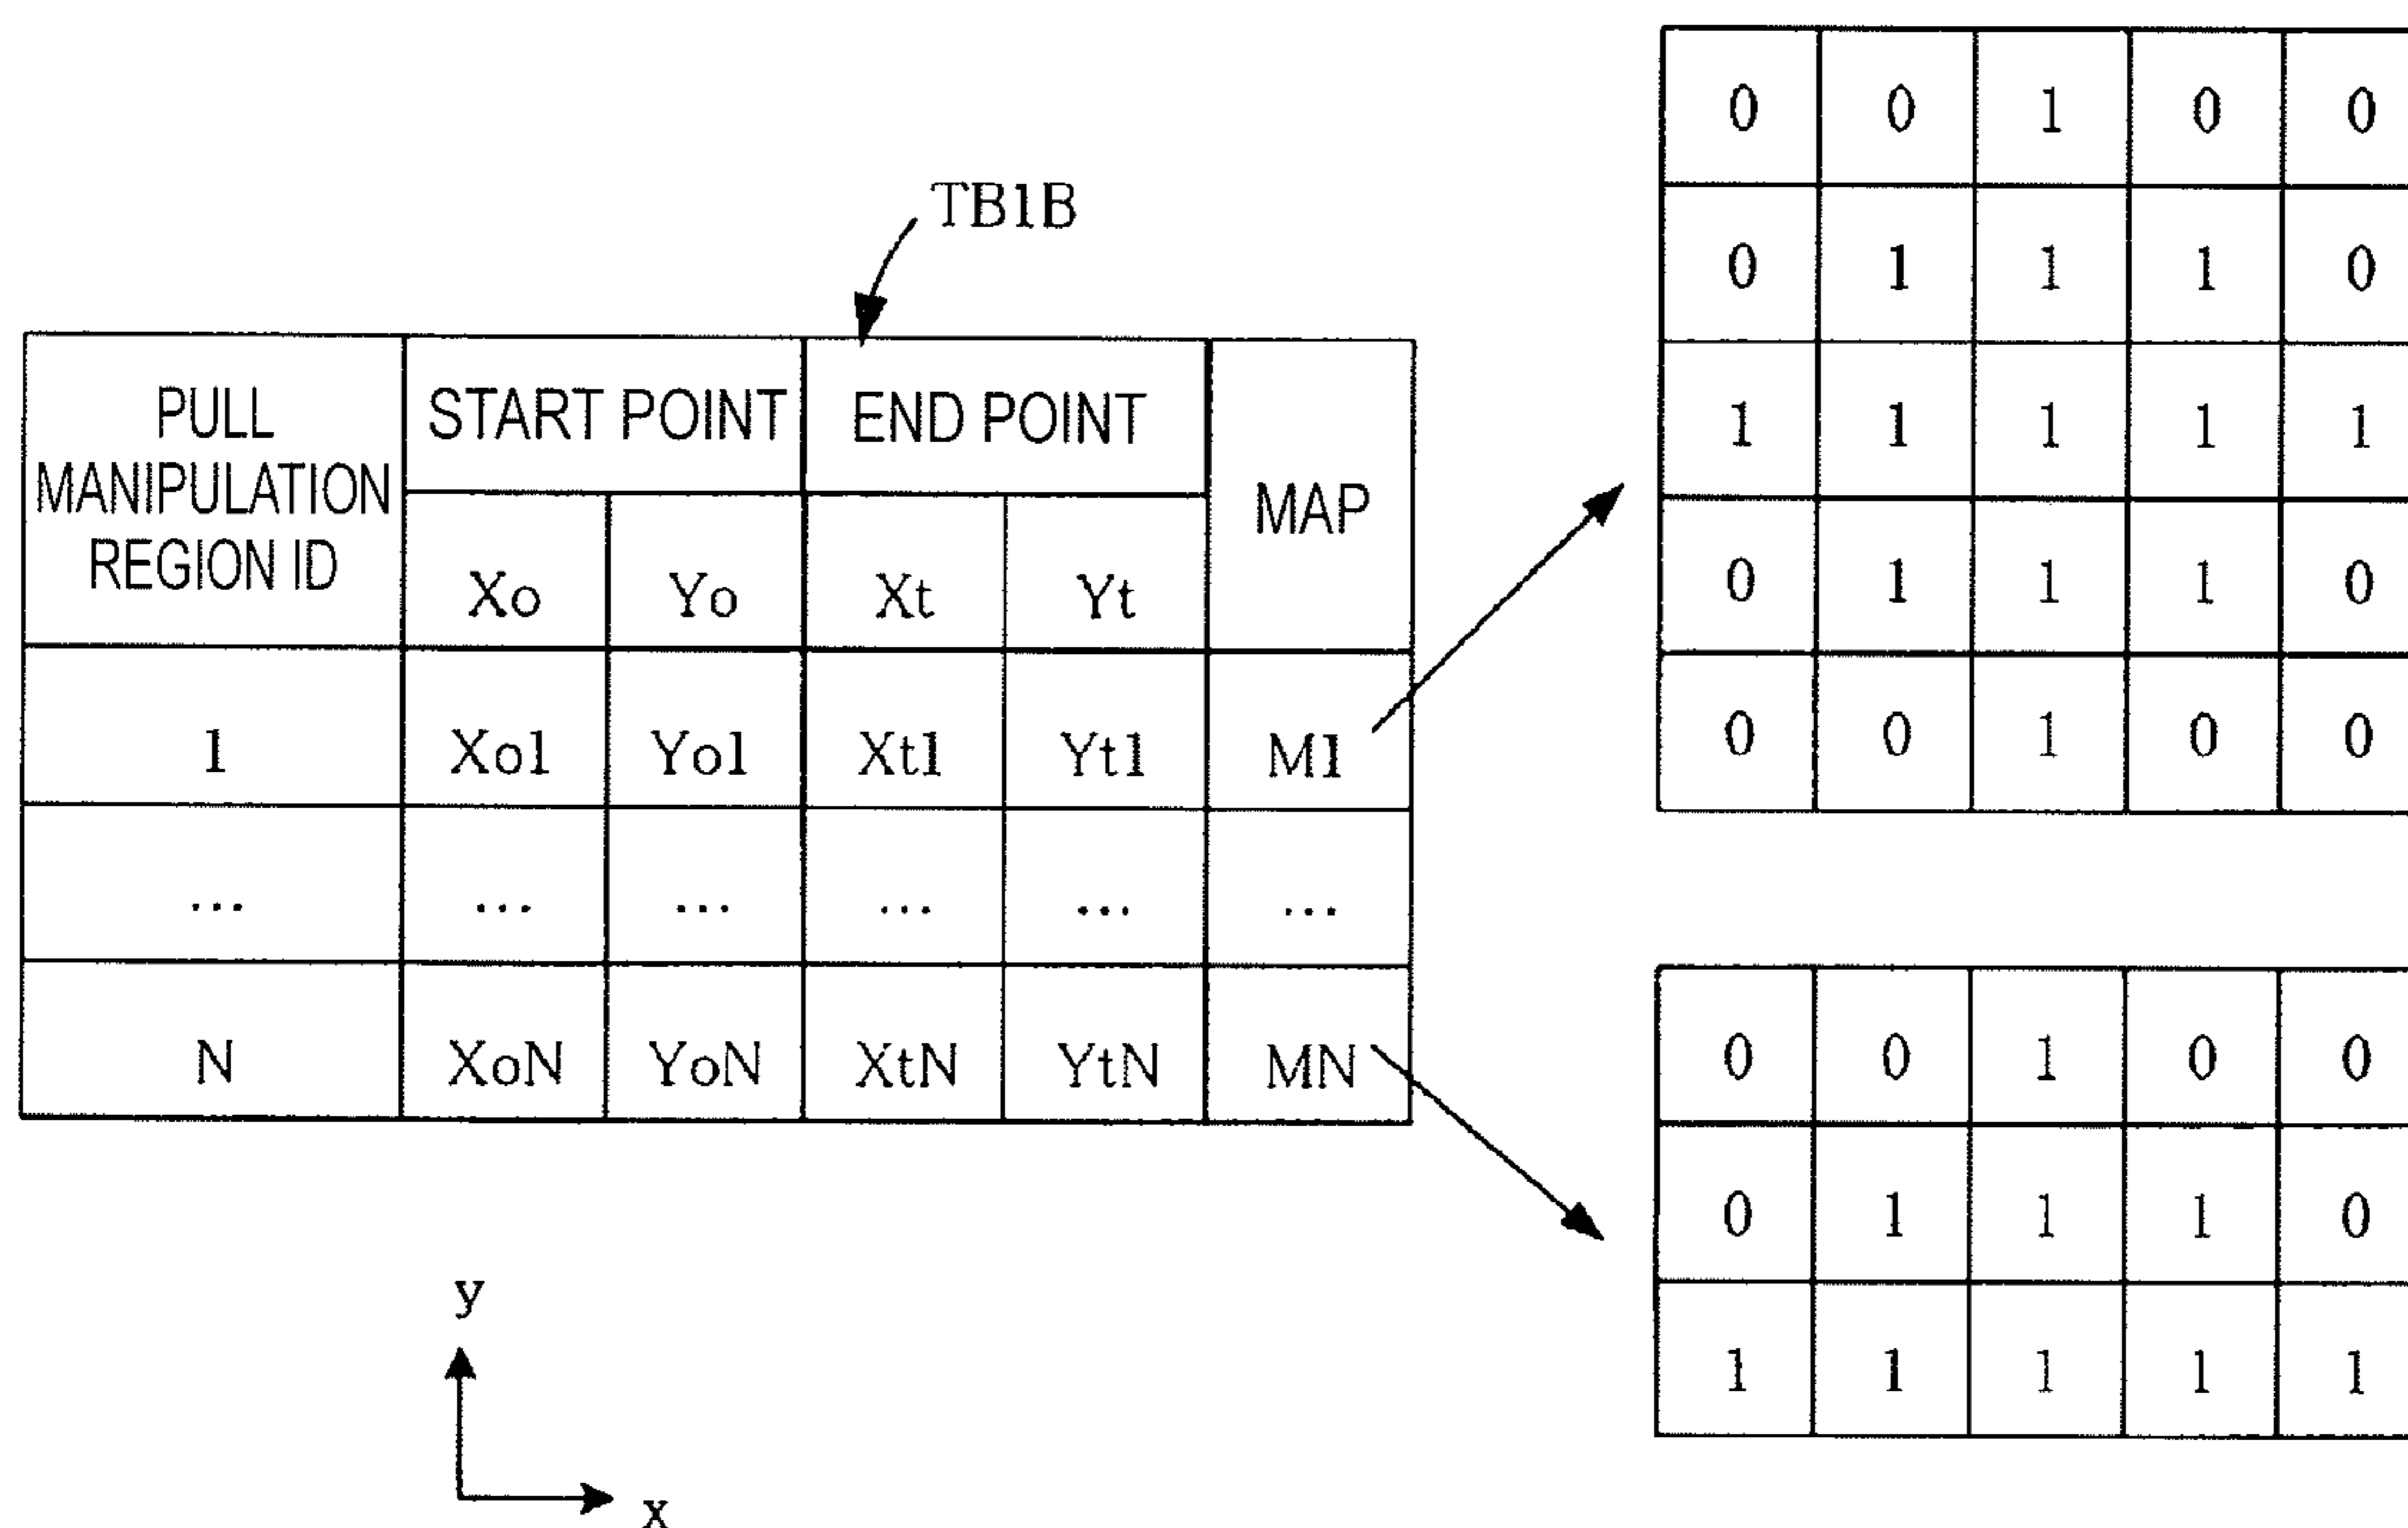 TB1B
PULL MANIPULATION REGION ID START POINT END POINT MAP
Xo Yo Xt Yt
1 Xo1 Yo1 Xt1 Yt1 M1
... ... ... ... ... ...
N XoN YoN XtN YtN MN
0 0 1 0 0
0 1 1 1 0
1 1 1 1 1
0 1 1 1 0
0 0 1 0 0
0 0 1 0 0
0 1 1 1 0
1 1 1 1 1
y
x